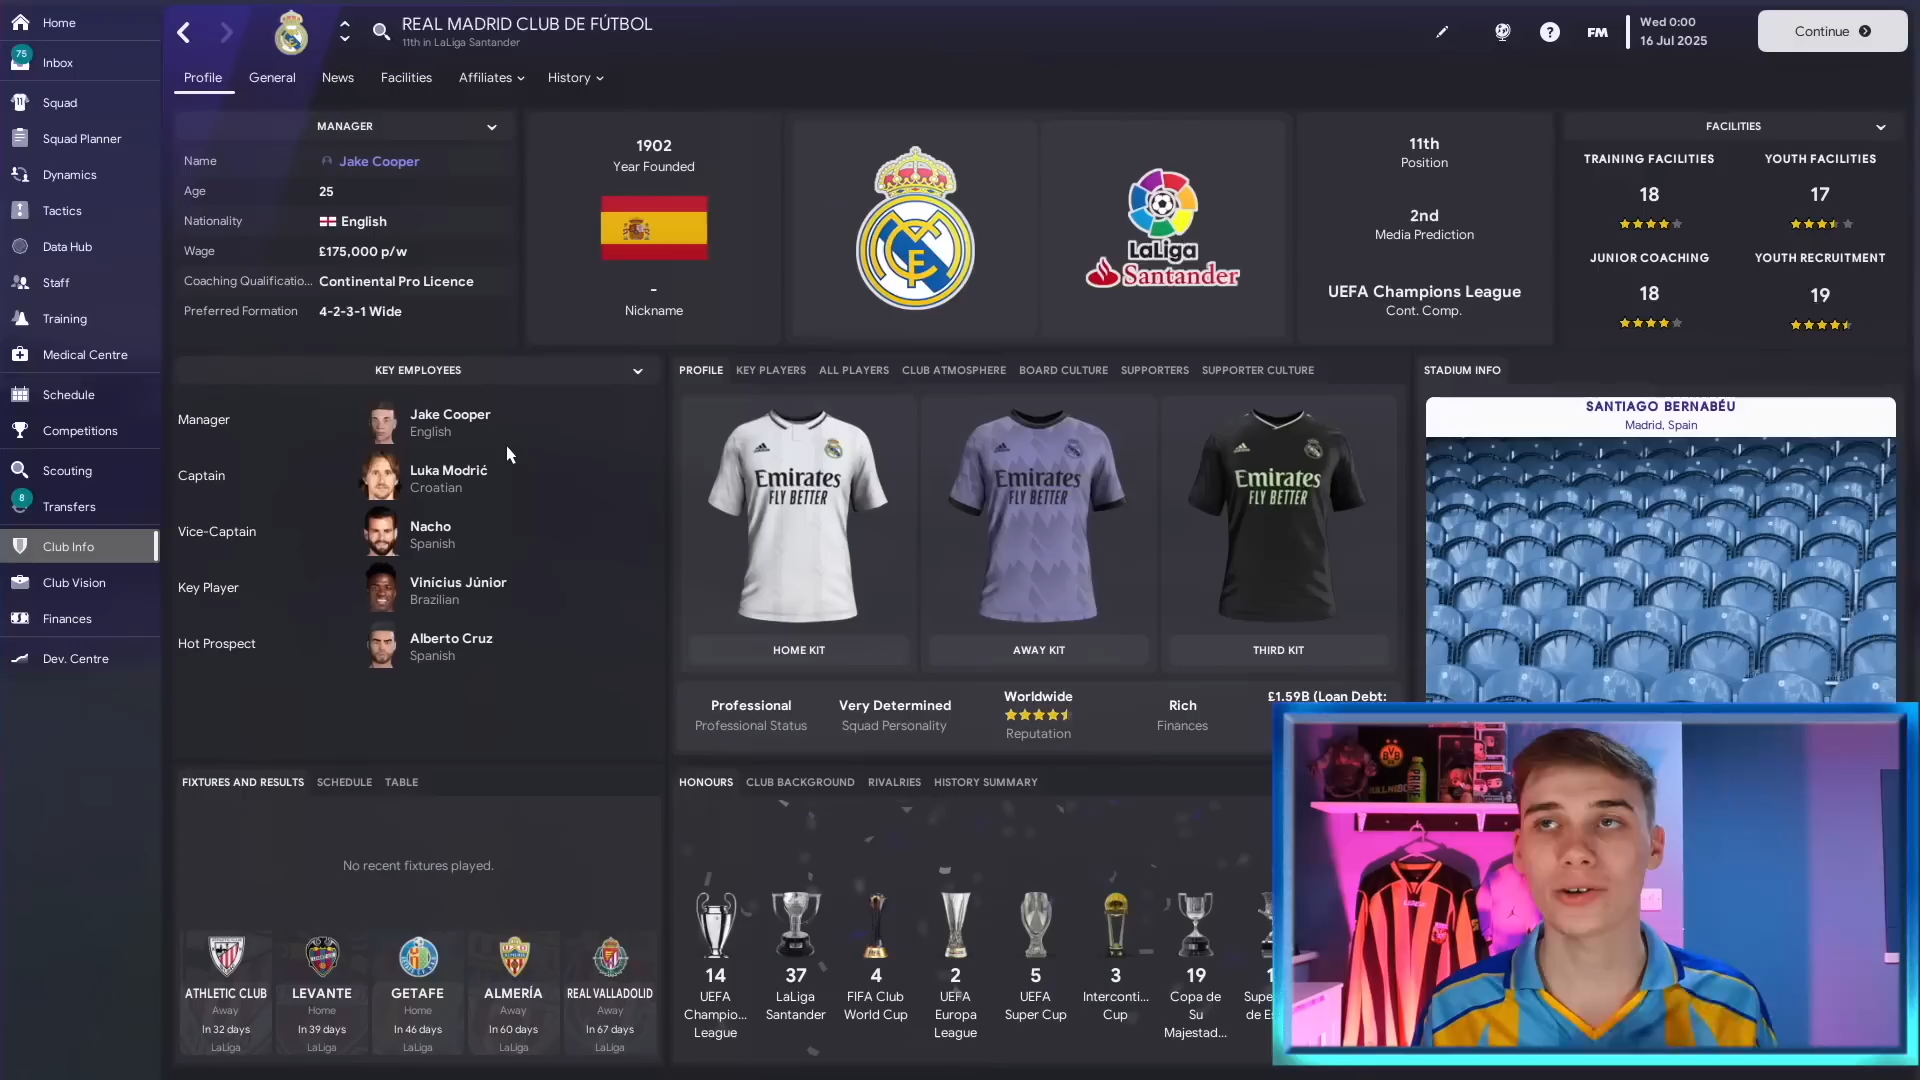 Home
75
Inbox
Squad
Squad Planner
Dynamics
Tactics
Data Hub
Staff
Training
Medical Centre
Schedule
Competitions
Scouting
8
Transfers
Club Info
Club Vision
Finances
Dev. Centre
REAL MADRID CLUB DE FÚTBOL
11th in LaLiga Santander
FM
Wed 0:00
16 Jul 2025
Continue
Profile
General
News
Facilities
Affiliates
History
MANAGER
Name Jake Cooper
Age 25
Nationality English
Wage £175,000 p/w
Coaching Qualificatio... Continental Pro Licence
Preferred Formation 4-2-3-1 Wide
1902
Year Founded
-
Nickname
LaLiga
Santander
11th
Position
2nd
Media Prediction
UEFA Champions League
Cont. Comp.
FACILITIES
TRAINING FACILITIES
18
YOUTH FACILITIES
17
JUNIOR COACHING
18
YOUTH RECRUITMENT
19
KEY EMPLOYEES
Manager
Jake Cooper
English
Captain
Luka Modrić
Croatian
Vice-Captain
Nacho
Spanish
Key Player
Vinícius Júnior
Brazilian
Hot Prospect
Alberto Cruz
Spanish
PROFILE KEY PLAYERS ALL PLAYERS CLUB ATMOSPHERE BOARD CULTURE SUPPORTERS SUPPORTER CULTURE
Emirates
FLY BETTER
HOME KIT
Emirates
FLY BETTER
AWAY KIT
Emirates
FLY BETTER
THIRD KIT
Professional
Professional Status
Very Determined
Squad Personality
Worldwide
Reputation
Rich
Finances
£1.59B (Loan Debt:
STADIUM INFO
SANTIAGO BERNABÉU
Madrid, Spain
FIXTURES AND RESULTS SCHEDULE TABLE
No recent fixtures played.
ATHLETIC CLUB
Away
In 32 days
LaLiga
LEVANTE
Home
In 39 days
LaLiga
GETAFE
Home
In 46 days
LaLiga
ALMERÍA
Away
In 60 days
LaLiga
REAL VALLADOLID
Away
In 67 days
LaLiga
HONOURS CLUB BACKGROUND RIVALRIES HISTORY SUMMARY
14
UEFA
Champio...
League
37
LaLiga
Santander
4
FIFA Club
World Cup
2
UEFA
Europa
League
5
UEFA
Super Cup
3
Interconti...
Cup
19
Copa de
Su
Majestad...
1
Supe
de E
BVB
09
PRIME